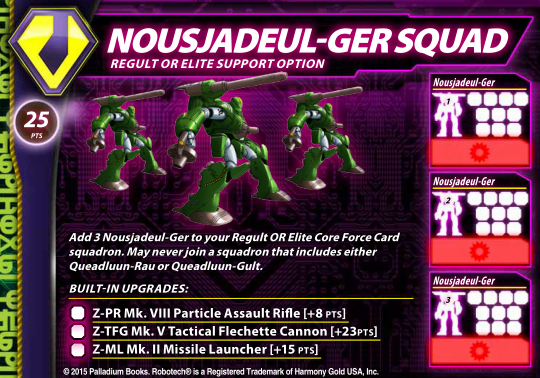 NOUSJADEUL-GER SQUAD
REGULT OR ELITE SUPPORT OPTION
25
PTS
Nousjadeul-Ger
1
Nousjadeul-Ger
2
Nousjadeul-Ger
3
Add 3 Nousjadeul-Ger to your Regult OR Elite Core Force Card
squadron. May never join a squadron that includes either
Queadluun-Rau or Queadluun-Gult.
BUILT-IN UPGRADES:
Z-PR Mk. VIII Particle Assault Rifle [+8 PTS]
Z-TFG Mk. V Tactical Flechette Cannon [+23PTS]
Z-ML Mk. II Missile Launcher [+15 PTS]
© 2015 Palladium Books. Robotech® is a Registered Trademark of Harmony Gold USA, Inc.